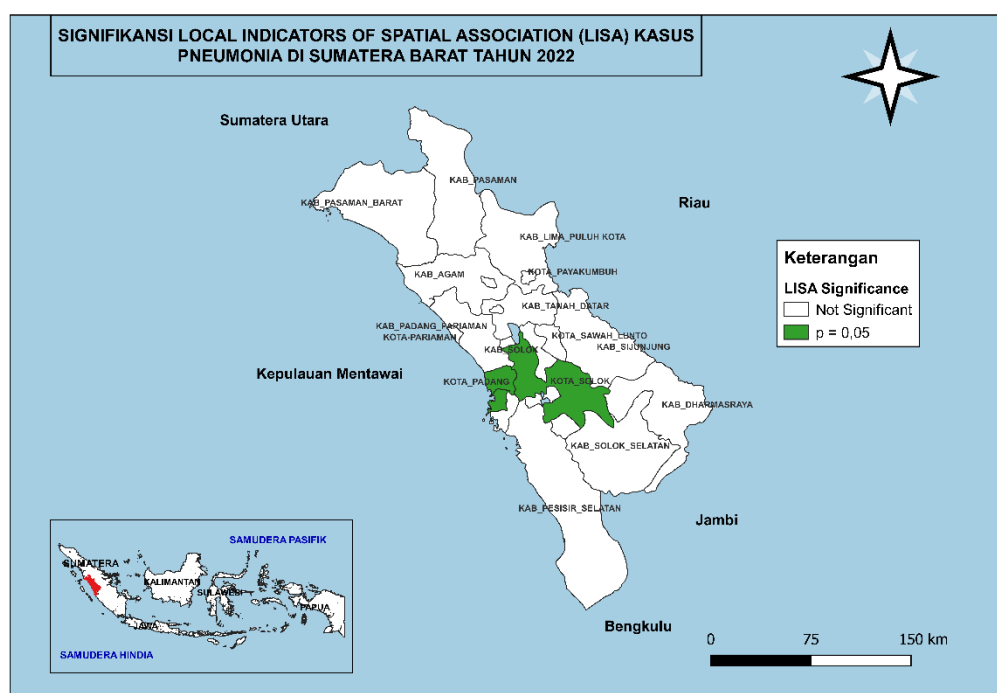 SIGNIFIKANSI LOCAL INDICATORS OF SPATIAL ASSOCIATION (LISA) KASUS
PNEUMONIA DI SUMATERA BARAT TAHUN 2022
Sumatera Utara
KAB_PASAMAN
KAB_PASAMAN_BARAT
Riau
KAB_LIMA_PULUH KOTA
KAB_AGAM
KOTA_PAYAKUMBUH
KAB_TANAH_DATAR
KAB_PADANG_PARIAMAN
KOTA-PARIAMAN
KOTA_SAWAH_LUNTO
KAB_SIJUNJUNG
KAB_SOLOK
Kepulauan Mentawai
KOTA_PADANG
KOTA_SOLOK
KAB_DHARMASRAYA
KAB_SOLOK_SELATAN
KAB_PESISIR_SELATAN
Jambi
Bengkulu
Keterangan
LISA Significance
Not Significant
p = 0,05
SAMUDERA PASIFIK
SUMATERA
KALIMANTAN
SULAWESI
PAPUA
JAWA
SAMUDERA HINDIA
0 75 150 km